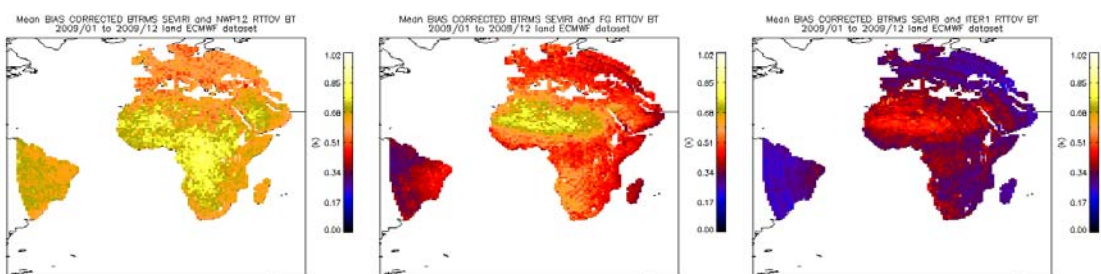 Mean BIAS CORRECTED BTRMS SEVIRI and NWP12 RTTOV BT
2009/01 to 2009/12 land ECMWF dataset
1.02
0.85
0.68
0.51
0.34
0.17
0.00
(K)
Mean BIAS CORRECTED BTRMS SEVIRI and FG RTTOV BT
2009/01 to 2009/12 land ECMWF dataset
1.02
0.85
0.68
0.51
0.34
0.17
0.00
(K)
Mean BIAS CORRECTED BTRMS SEVIRI and ITER1 RTTOV BT
2009/01 to 2009/12 land ECMWF dataset
1.02
0.85
0.68
0.51
0.34
0.17
0.00
(K)